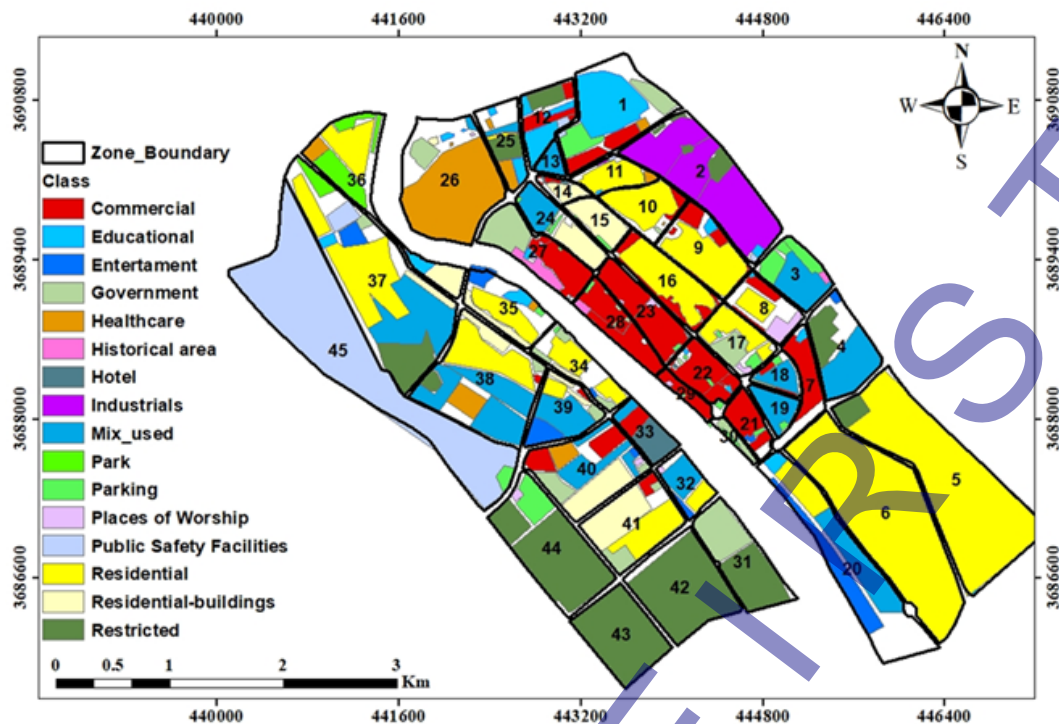 440000 441600 443200 444800 446400
3690800 3690800
3689400 3689400
3688000 3688000
3686600 3686600
N
W E
S
Zone_Boundary
Class
Commercial
Educational
Entertament
Government
Healthcare
Historical area
Hotel
Industrials
Mix_used
Park
Parking
Places of Worship
Public Safety Facilities
Residential
Residential-buildings
Restricted
1
12
25
2
13
11
36
26
14
10
15
24
9
27
3
37
16
8
35
23
28
45
17
4
34
22
18
7
38
29
39
19
21
30
33
40
32
5
41
6
44
31
20
42
43
0 0.5 1 2 3
Km
440000 441600 443200 444800 446400